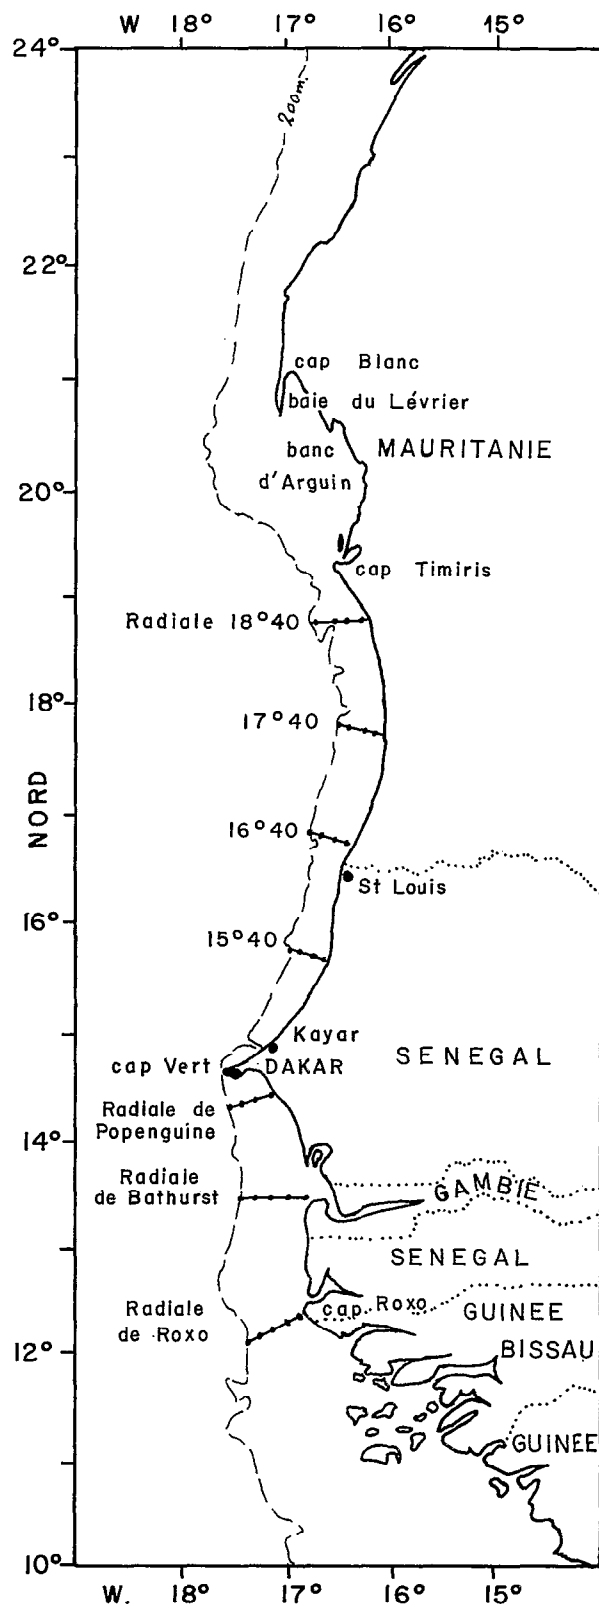 W 18° 17° 16° 15°
24°
200m.
22°
cap Blanc
baie du Lévrier
banc MAURITANIE
d'Arguin
20°
cap Timiris
Radiale 18°40
18°
17°40
NORD
16°40
St Louis
16°
15°40
Kayar
cap Vert DAKAR SENEGAL
Radiale de
Popenguine
14°
Radiale
de Bathurst
GAMBIE
SENEGAL
Radiale
de Roxo
cap Roxo
GUINEE
BISSAU
12°
GUINEE
10°
W. 18° 17° 16° 15°